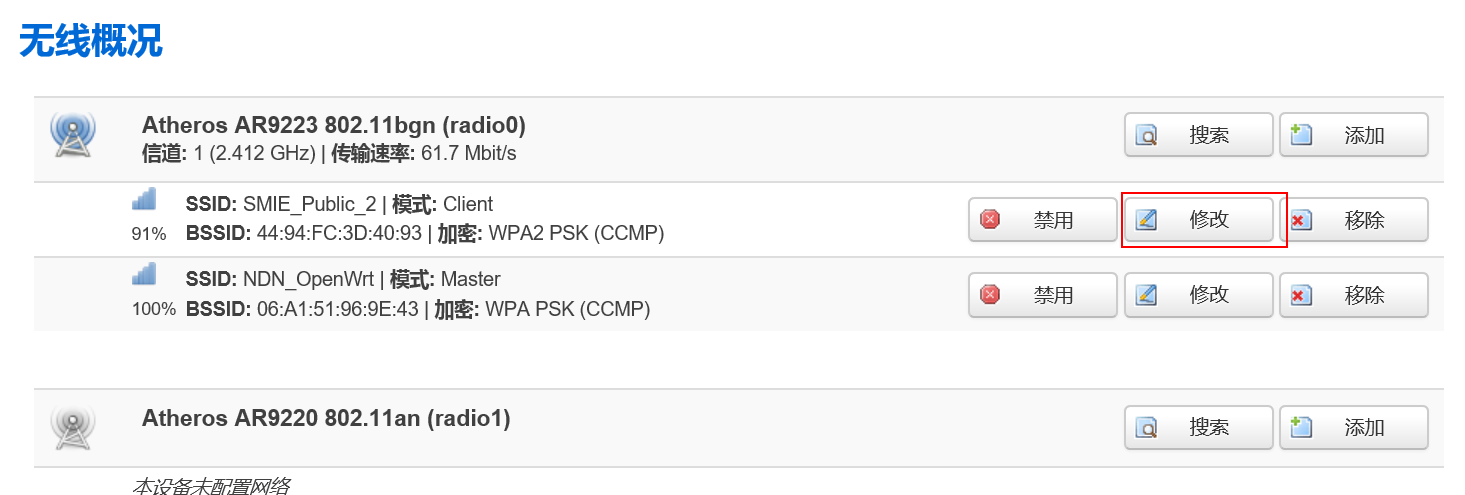 无线概况
Atheros AR9223 802.11bgn (radio0)
信道: 1 (2.412 GHz) | 传输速率: 61.7 Mbit/s
搜索
添加
SSID: SMIE_Public_2 | 模式: Client
91% BSSID: 44:94:FC:3D:40:93 | 加密: WPA2 PSK (CCMP)
禁用
修改
移除
SSID: NDN_OpenWrt | 模式: Master
100% BSSID: 06:A1:51:96:9E:43 | 加密: WPA PSK (CCMP)
禁用
修改
移除
Atheros AR9220 802.11an (radio1)
搜索
添加
本设备未配置网络